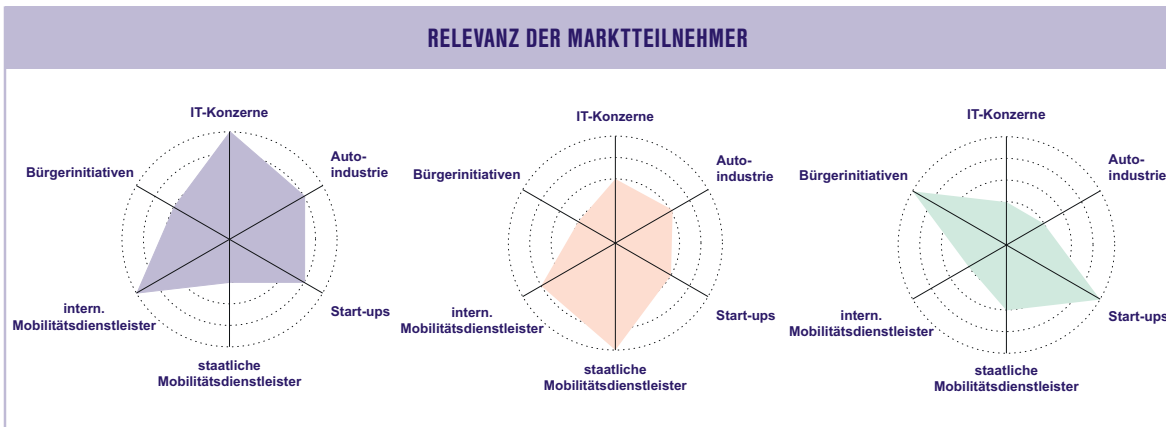 RELEVANZ DER MARKTTEILNEHMER
IT-Konzerne
Auto-
industrie
Bürgerinitiativen
intern.
Mobilitätsdienstleister
Start-ups
staatliche
Mobilitätsdienstleister
IT-Konzerne
Auto-
industrie
Bürgerinitiativen
intern.
Mobilitätsdienstleister
Start-ups
staatliche
Mobilitätsdienstleister
IT-Konzerne
Auto-
industrie
Bürgerinitiativen
intern.
Mobilitätsdienstleister
Start-ups
staatliche
Mobilitätsdienstleister